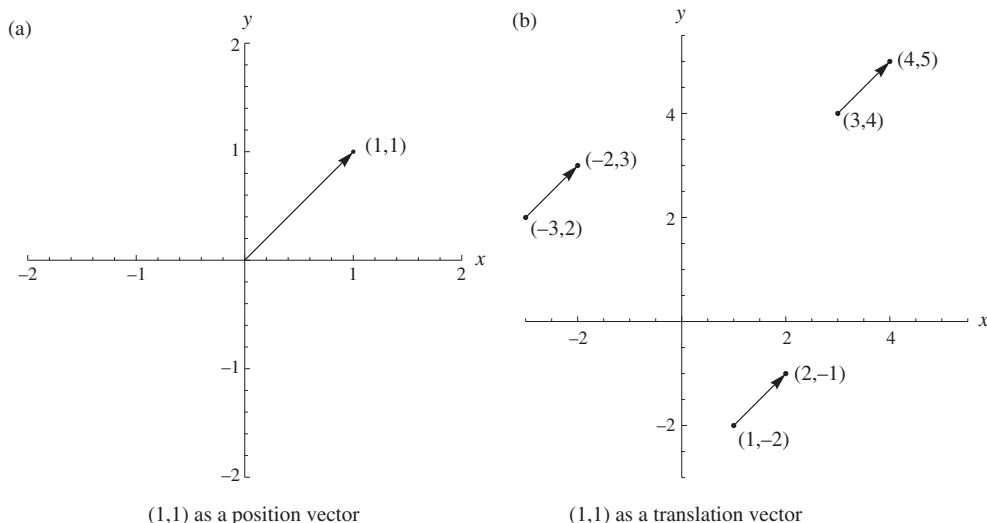 (a)
y
2
1
(1,1)
x
–2
–1
1
2
–1
–2
(1,1) as a position vector
(b)
y
(4,5)
4
(3,4)
(–2,3)
2
(–3,2)
x
–2
2
4
(2,–1)
–2
(1,–2)
(1,1) as a translation vector